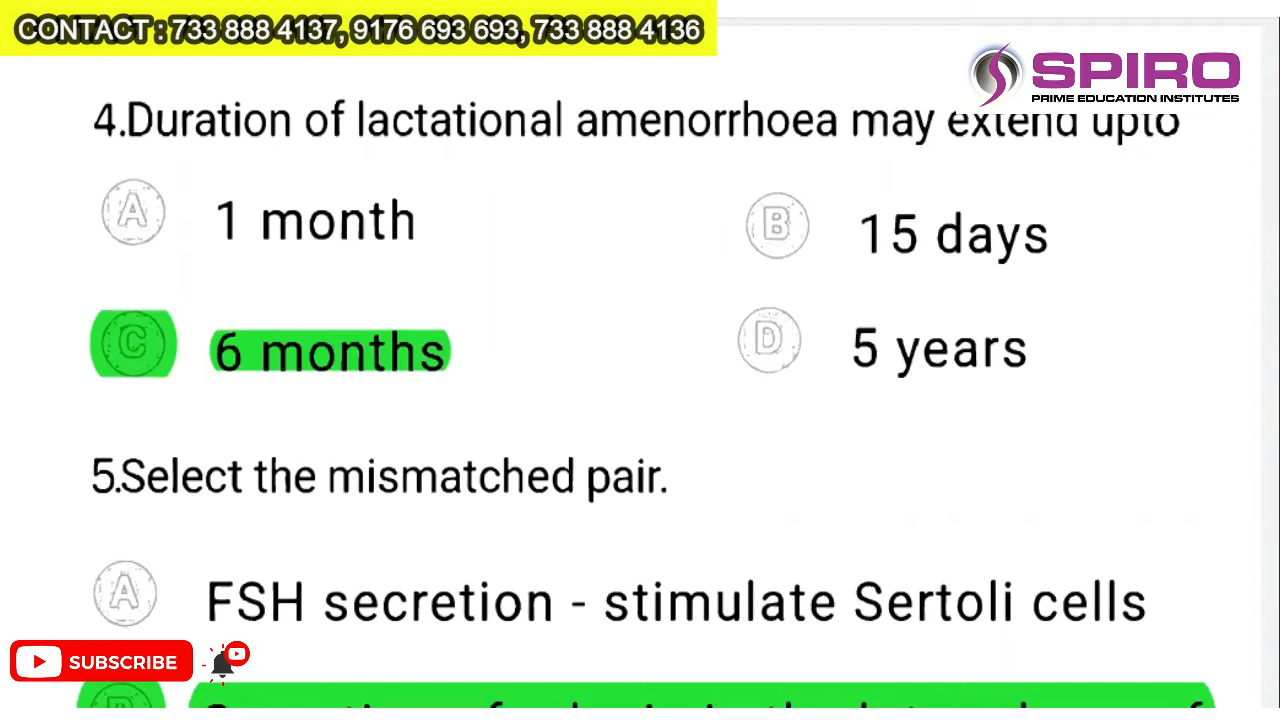 CONTACT : 733 888 4137, 9176 693 693, 733 888 4136
SPIRO
PRIME EDUCATION INSTITUTES
4.Duration of lactational amenorrhoea may extend upto
A 1 month
B 15 days
C 6 months
D 5 years
5.Select the mismatched pair.
A FSH secretion - stimulate Sertoli cells
SUBSCRIBE